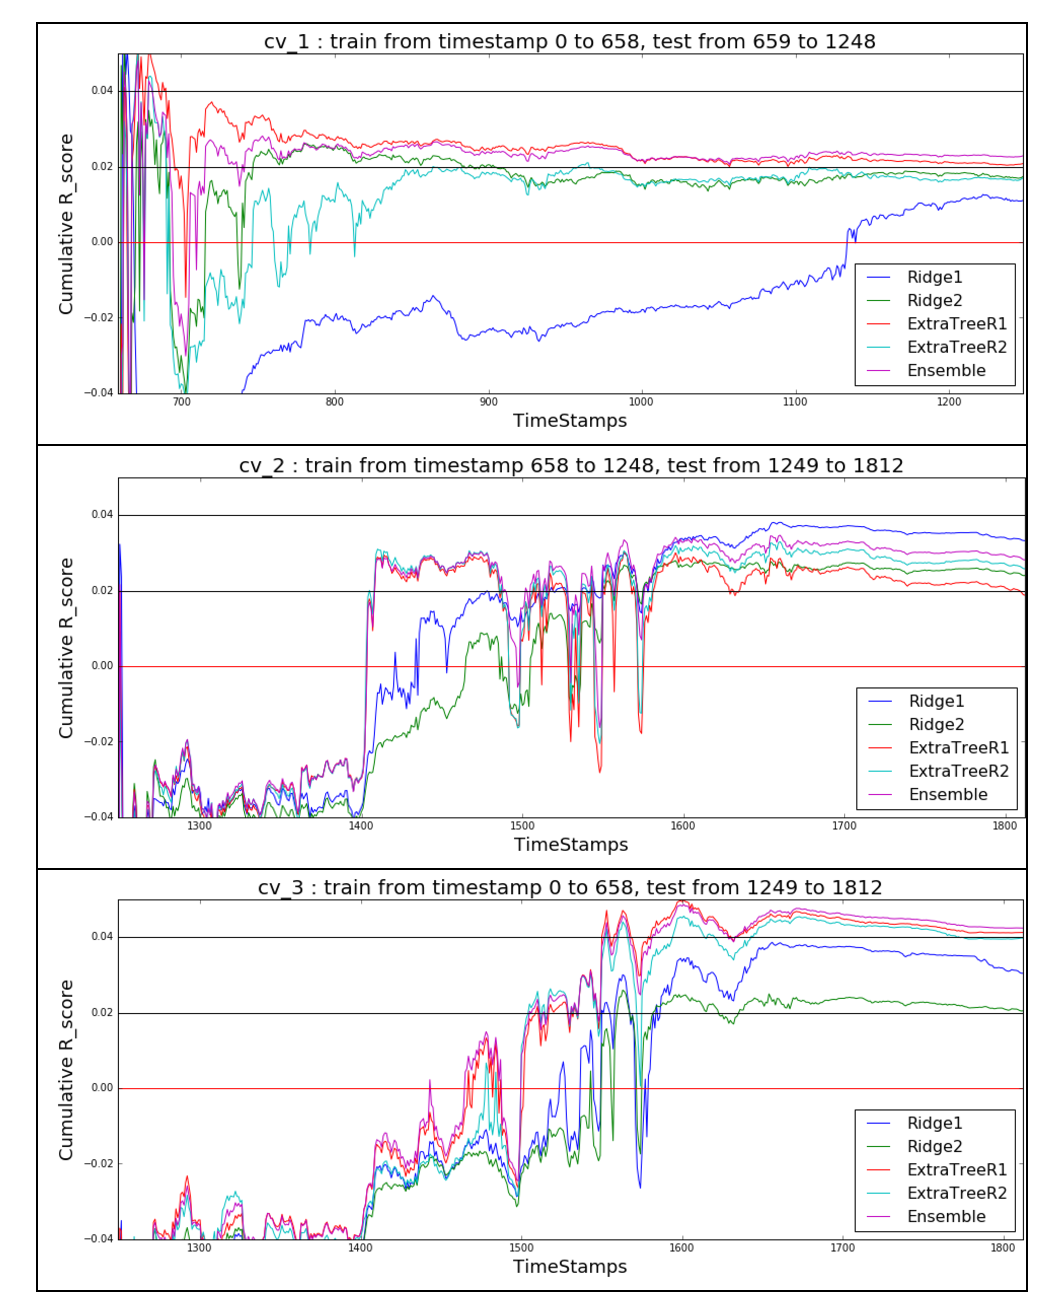 cv_1 : train from timestamp 0 to 658, test from 659 to 1248
Cumulative R_score
0.04
0.02
0.00
−0.02
−0.04
700 800 900 1000 1100 1200
TimeStamps
Ridge1
Ridge2
ExtraTreeR1
ExtraTreeR2
Ensemble
cv_2 : train from timestamp 658 to 1248, test from 1249 to 1812
Cumulative R_score
0.04
0.02
0.00
−0.02
−0.04
1300 1400 1500 1600 1700 1800
TimeStamps
Ridge1
Ridge2
ExtraTreeR1
ExtraTreeR2
Ensemble
cv_3 : train from timestamp 0 to 658, test from 1249 to 1812
Cumulative R_score
0.04
0.02
0.00
−0.02
−0.04
1300 1400 1500 1600 1700 1800
TimeStamps
Ridge1
Ridge2
ExtraTreeR1
ExtraTreeR2
Ensemble